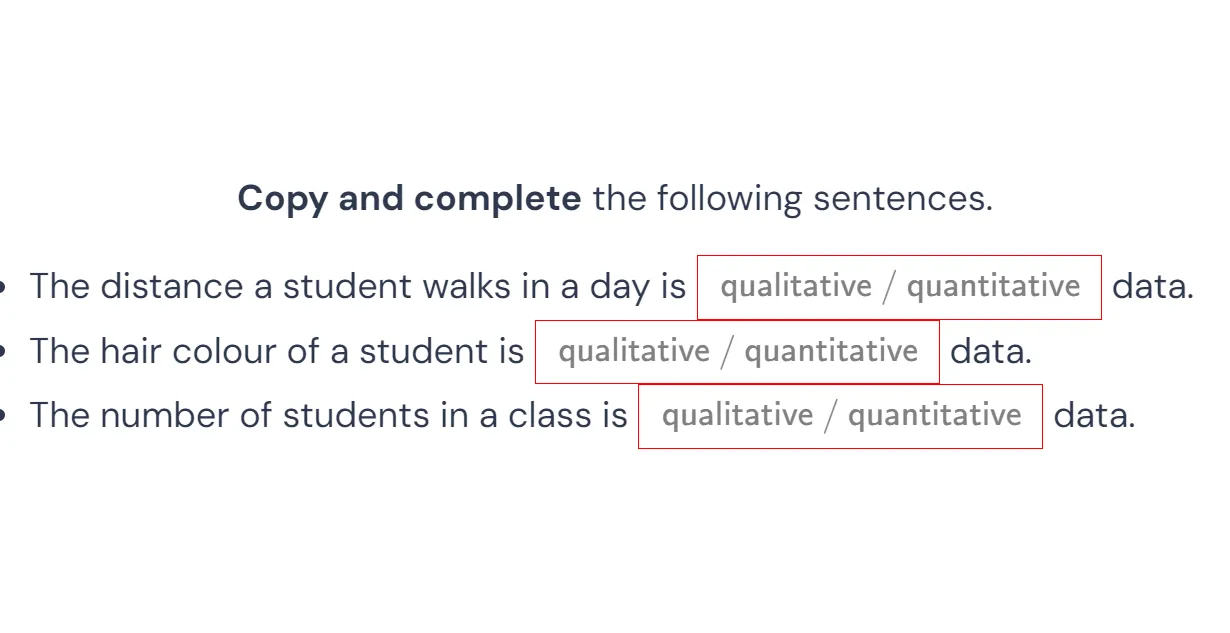 Copy and complete the following sentences.
• The distance a student walks in a day is qualitative / quantitative data.
• The hair colour of a student is qualitative / quantitative data.
• The number of students in a class is qualitative / quantitative data.